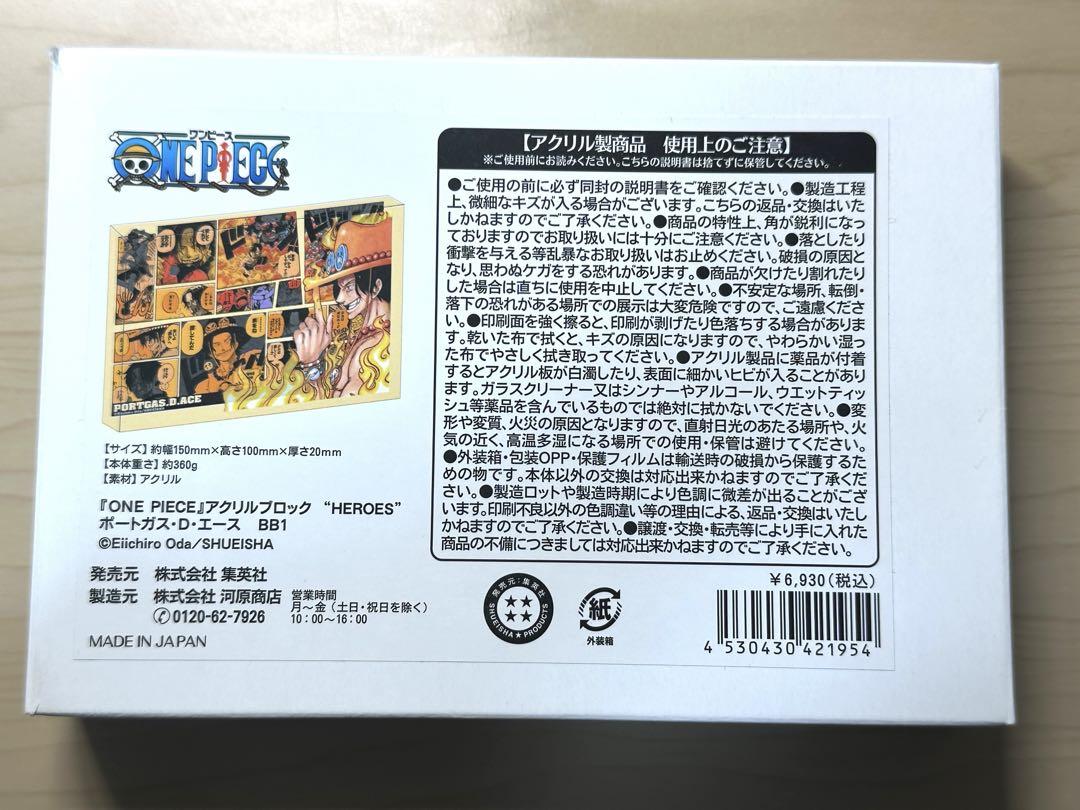 ワンピース
ONE PIECE
PORTGAS.D.ACE
【サイズ】約幅150mm×高さ100mm×厚さ20mm
【本体重さ】約360g
【素材】アクリル
『ONE PIECE』アクリルブロック “HEROES”
ポートガス・D・エース BB1
©Eiichiro Oda/SHUEISHA
発売元 株式会社 集英社
製造元 株式会社 河原商店
0120-62-7926
営業時間
月〜金（土日・祝日を除く）
10：00〜16：00
MADE IN JAPAN
【アクリル製商品 使用上のご注意】
※ご使用前にお読みください。こちらの説明書は捨てずに保管してください。
●ご使用の前に必ず同封の説明書をご確認ください。●製造工程
上、微細なキズが入る場合がございます。こちらの返品・交換はいた
しかねますのでご了承ください。●商品の特性上、角が鋭利になっ
ておりますのでお取り扱いには十分にご注意ください。●落としたり
衝撃を与える等乱暴なお取り扱いはお止めください。破損の原因と
なり、思わぬケガをする恐れがあります。●商品が欠けたり割れたり
した場合は直ちに使用を中止してください。●不安定な場所、転倒・
落下の恐れがある場所での展示は大変危険ですので、ご遠慮くだ
さい。●印刷面を強く擦ると、印刷が剥げたり色落ちする場合がありま
す。乾いた布で拭くと、キズの原因になりますので、やわらかい湿っ
た布でやさしく拭き取ってください。●アクリル製品に薬品が付着
するとアクリル板が白濁したり、表面に細かいヒビが入ることがあり
ます。ガラスクリーナー又はシンナーやアルコール、ウエットティッ
シュ等薬品を含んでいるものでは絶対に拭かないでください。●変
形や変質、火災の原因となりますので、直射日光のあたる場所や、火
気の近く、高温多湿になる場所での使用・保管は避けてください。
●外装箱・包装OPP・保護フィルムは輸送時の破損から保護するた
めの物です。本体以外の交換は対応出来かねますのでご了承くださ
い。●製造ロットや製造時期により色調に微差が出ることがござ
います。印刷不良以外の色調違い等の理由による、返品・交換はいたし
かねますのでご了承ください。●譲渡・交換・転売等により手に入れた
商品の不備につきましては対応出来かねますのでご了承ください。
発売元：集英社
SHUEISHA★PRODUCTS
紙
外装箱
￥6,930(税込)
4 530430 421954